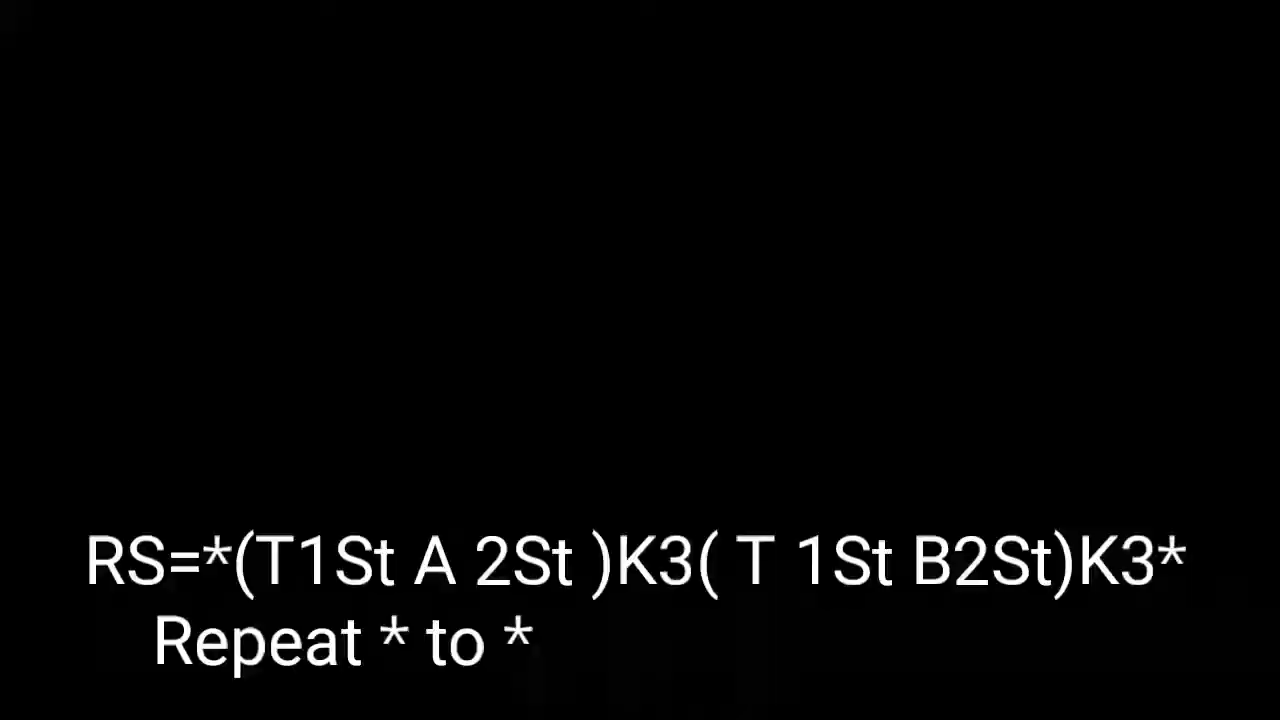 RS=*(T1St A 2St )K3( T 1St B2St)K3*
Repeat * to *